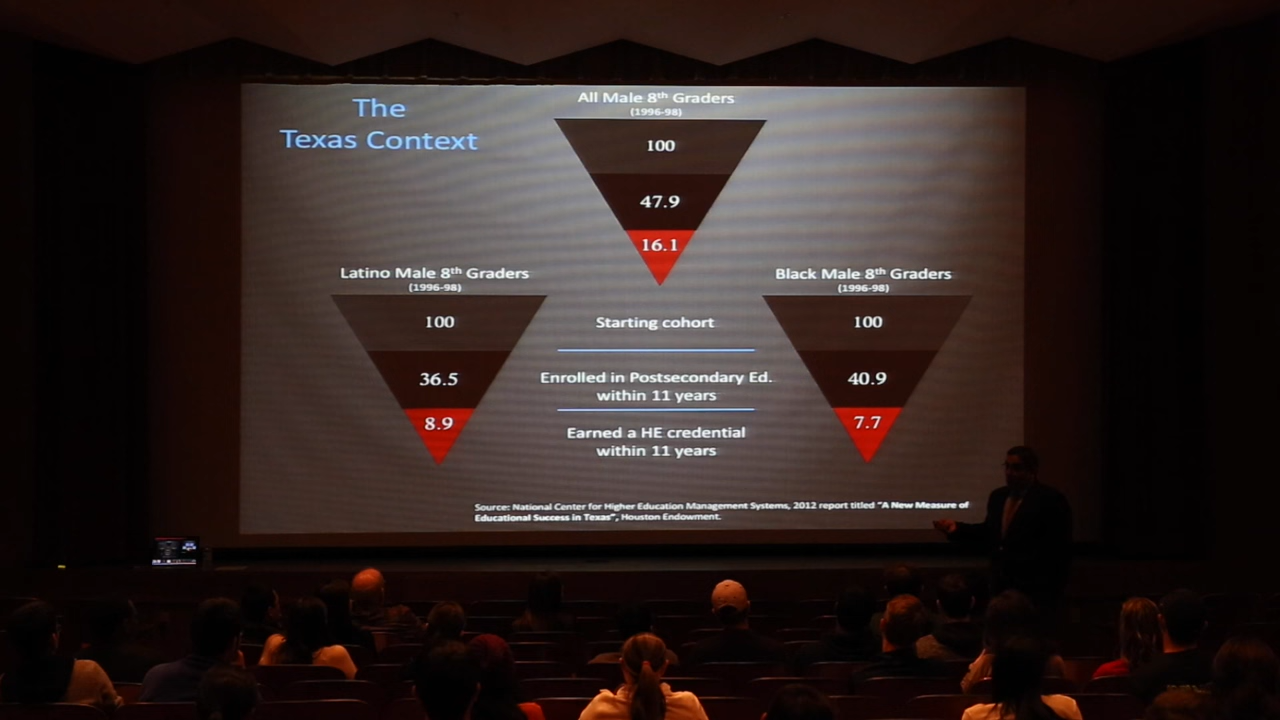 The
Texas Context
All Male 8th Graders
(1996-98)
100
47.9
16.1
Latino Male 8th Graders
(1996-98)
100
36.5
8.9
Starting cohort
Enrolled in Postsecondary Ed.
within 11 years
Earned a HE credential
within 11 years
Black Male 8th Graders
(1996-98)
100
40.9
7.7
Source: National Center for Higher Education Management Systems, 2012 report titled "A New Measure of
Educational Success in Texas", Houston Endowment.